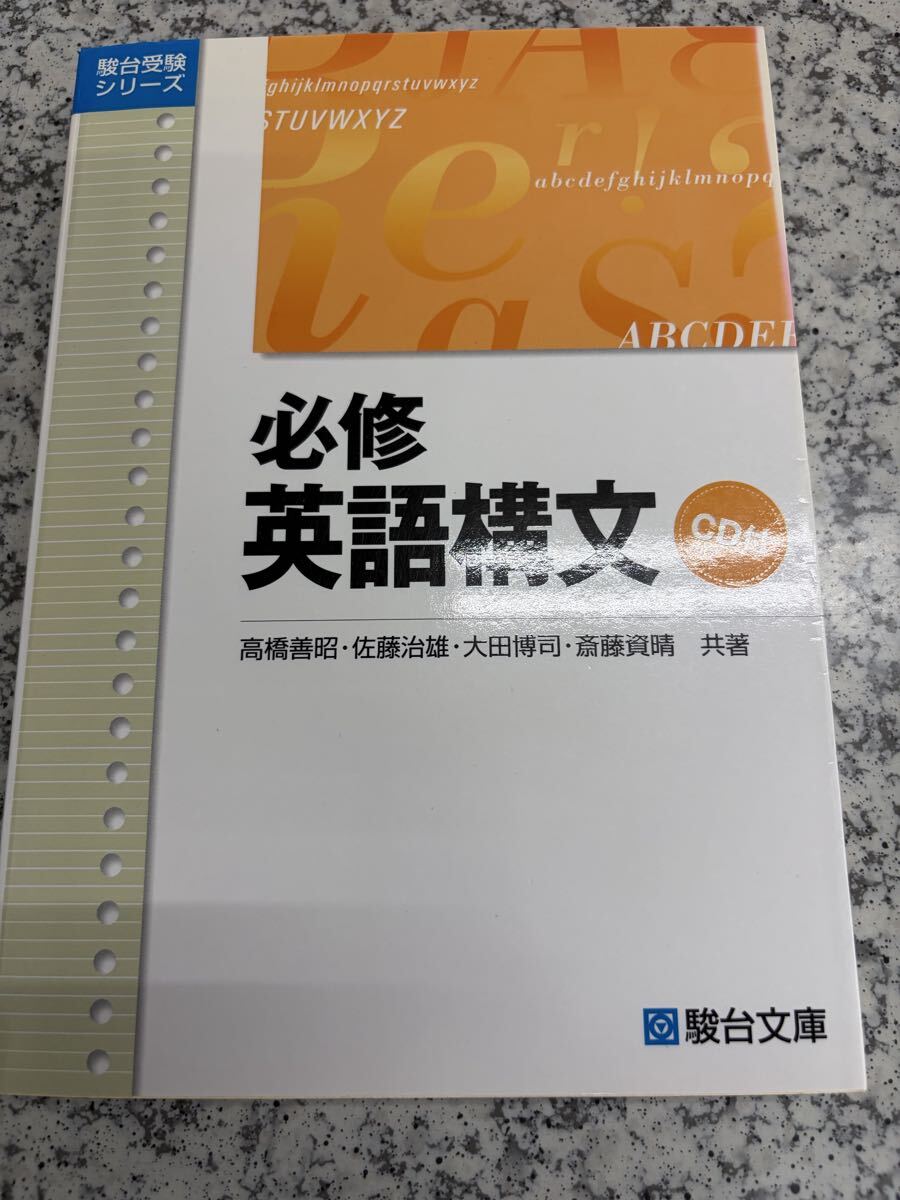 駿台受験
シリーズ
fghijklmnopqrstuvwxyz
STUVWXYZ
abcdefghijklmnopq
ABCDEF
必修
英語構文
CD付
高橋善昭・佐藤治雄・大田博司・斎藤資晴 共著
駿台文庫